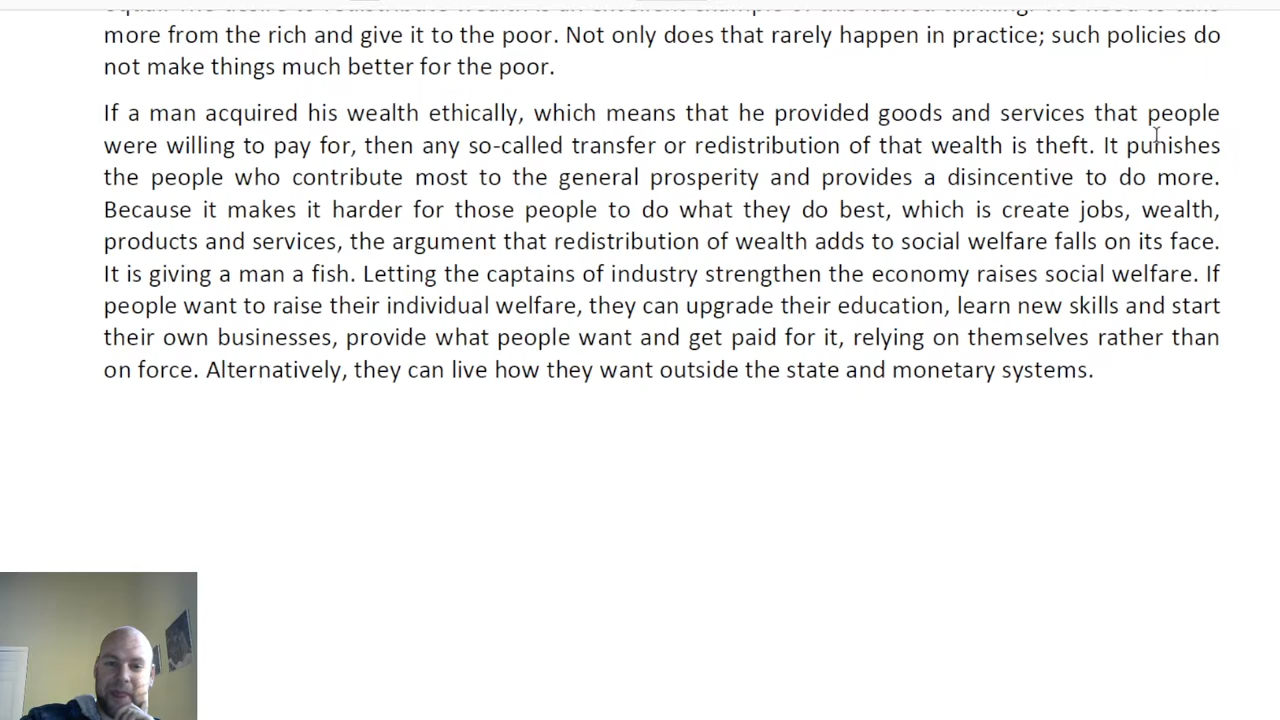 more from the rich and give it to the poor. Not only does that rarely happen in practice; such policies do
not make things much better for the poor.
If a man acquired his wealth ethically, which means that he provided goods and services that people
were willing to pay for, then any so-called transfer or redistribution of that wealth is theft. It punishes
the people who contribute most to the general prosperity and provides a disincentive to do more.
Because it makes it harder for those people to do what they do best, which is create jobs, wealth,
products and services, the argument that redistribution of wealth adds to social welfare falls on its face.
It is giving a man a fish. Letting the captains of industry strengthen the economy raises social welfare. If
people want to raise their individual welfare, they can upgrade their education, learn new skills and start
their own businesses, provide what people want and get paid for it, relying on themselves rather than
on force. Alternatively, they can live how they want outside the state and monetary systems.